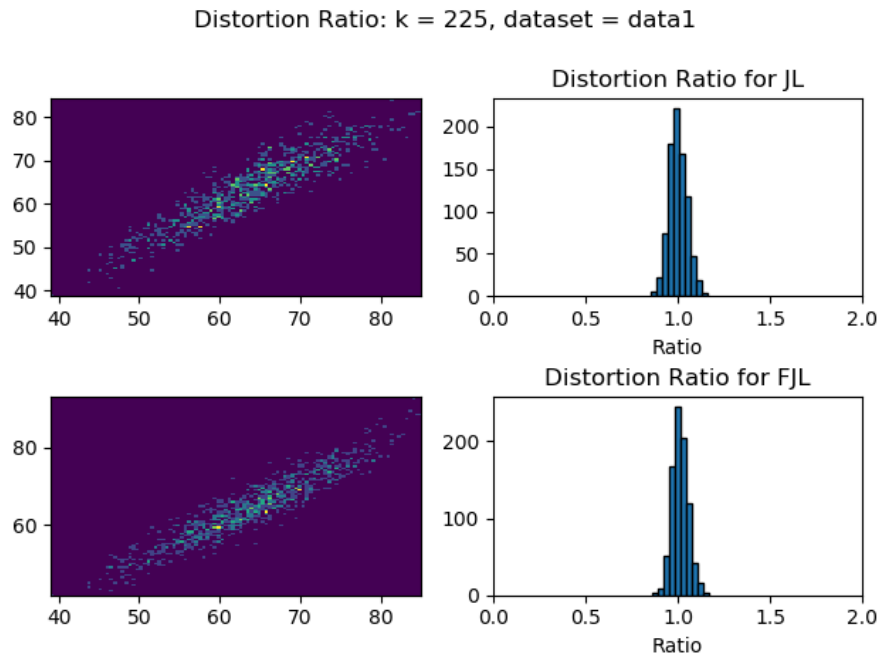 Distortion Ratio: k = 225, dataset = data1
80
70
60
50
40
40 50 60 70 80
Distortion Ratio for JL
200
150
100
50
0
0.0 0.5 1.0 1.5 2.0
Ratio
80
60
40 50 60 70 80
Distortion Ratio for FJL
200
100
0
0.0 0.5 1.0 1.5 2.0
Ratio